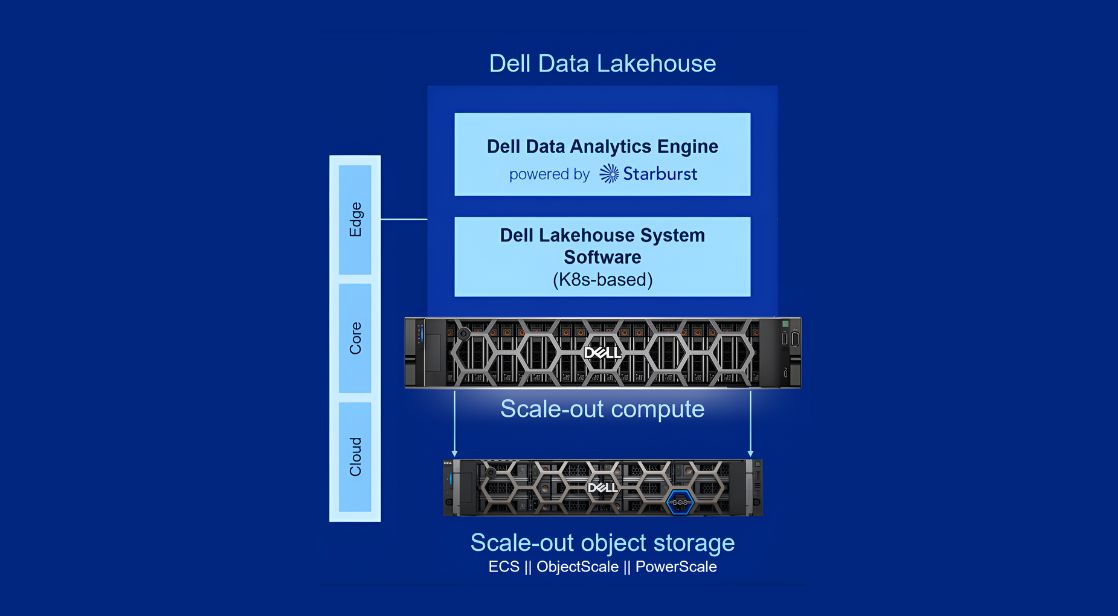 Dell Data Lakehouse
Dell Data Analytics Engine
powered by Starburst
Dell Lakehouse System
Software
(K8s-based)
Edge
Core
Cloud
DELL
Scale-out compute
DELL
Scale-out object storage
ECS || ObjectScale || PowerScale